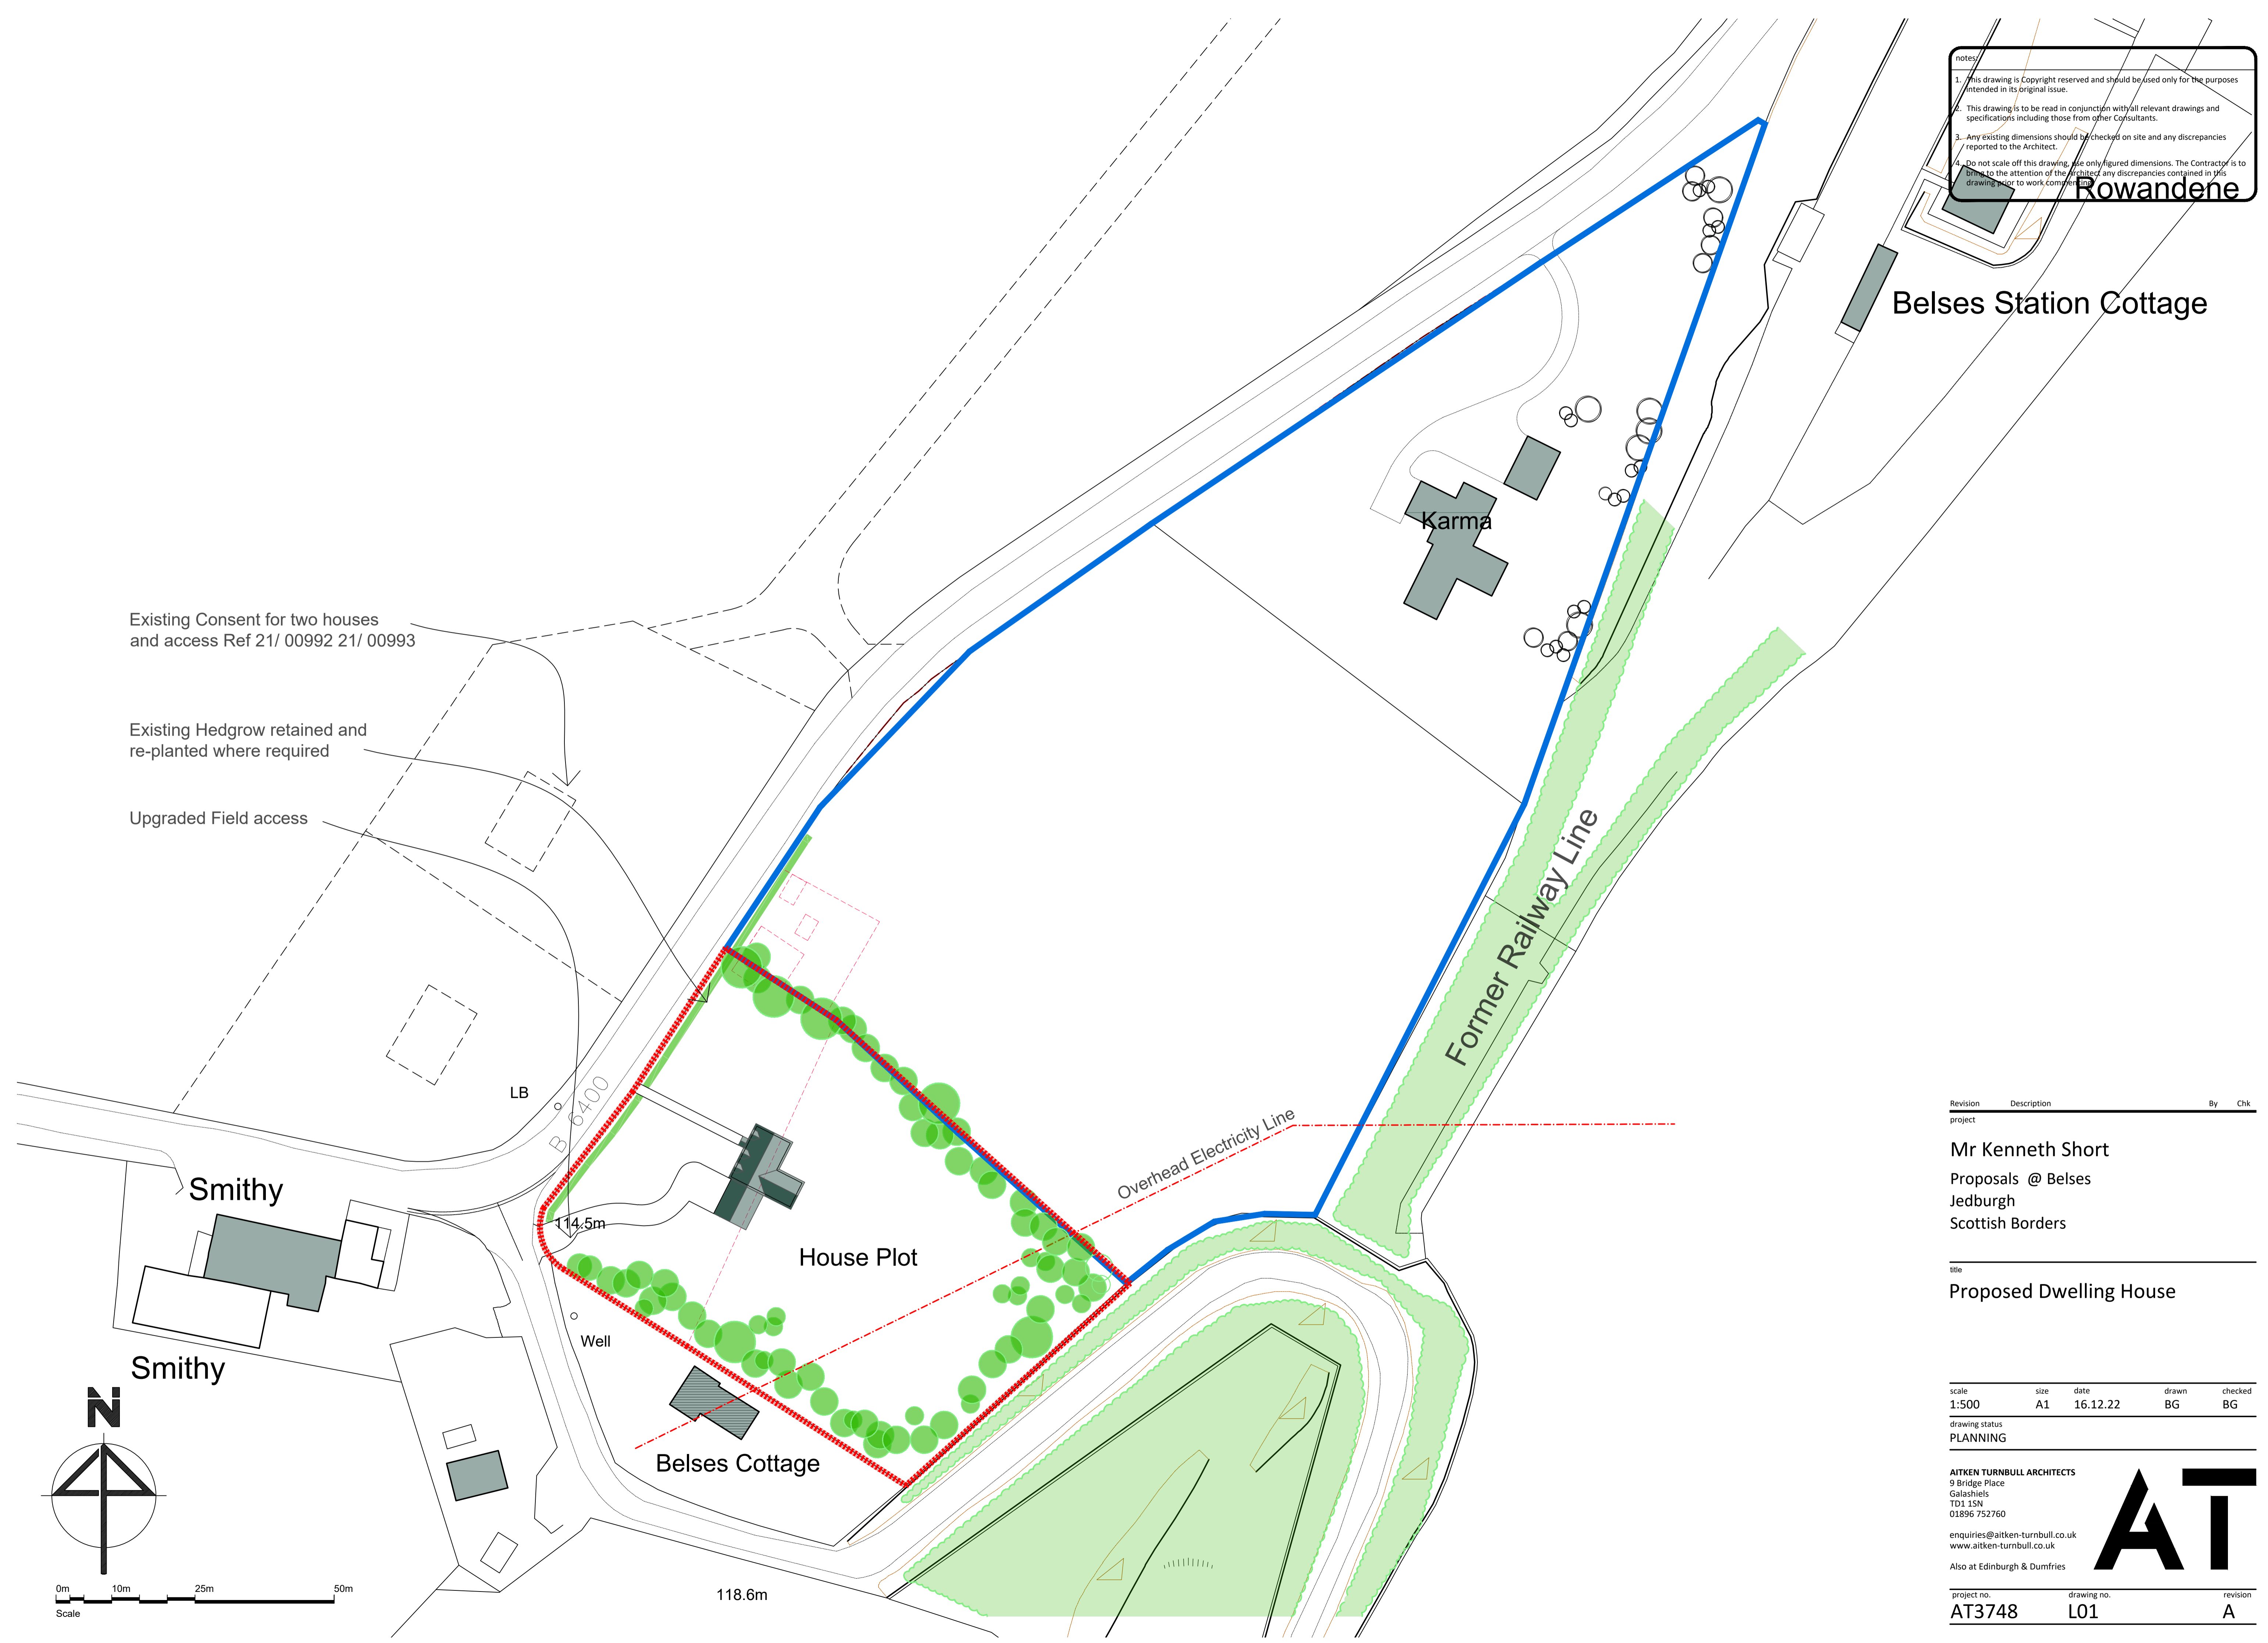 notes:
1. This drawing is Copyright reserved and should be used only for the purposes
intended in its original issue.
2. This drawing is to be read in conjunction with all relevant drawings and
specifications including those from other Consultants.
3. Any existing dimensions should be checked on site and any discrepancies
reported to the Architect.
4. Do not scale off this drawing, use only figured dimensions. The Contractor is to
bring to the attention of the Architect any discrepancies contained in this
drawing prior to work commencing.
Rowandene
Belses Station Cottage
Karma
Existing Consent for two houses
and access Ref 21/ 00992 21/ 00993
Existing Hedgrow retained and
re-planted where required
Upgraded Field access
Former Railway Line
LB
B 6400
Overhead Electricity Line
Smithy
114.5m
House Plot
Well
Smithy
Belses Cottage
118.6m
N
0m 10m 25m 50m
Scale
Revision Description By Chk
project
Mr Kenneth Short
Proposals @ Belses
Jedburgh
Scottish Borders
title
Proposed Dwelling House
scale size date drawn checked
1:500 A1 16.12.22 BG BG
drawing status
PLANNING
AITKEN TURNBULL ARCHITECTS
9 Bridge Place
Galashiels
TD1 1SN
01896 752760
enquiries@aitken-turnbull.co.uk
www.aitken-turnbull.co.uk
Also at Edinburgh & Dumfries
AT
project no. drawing no. revision
AT3748 L01 A